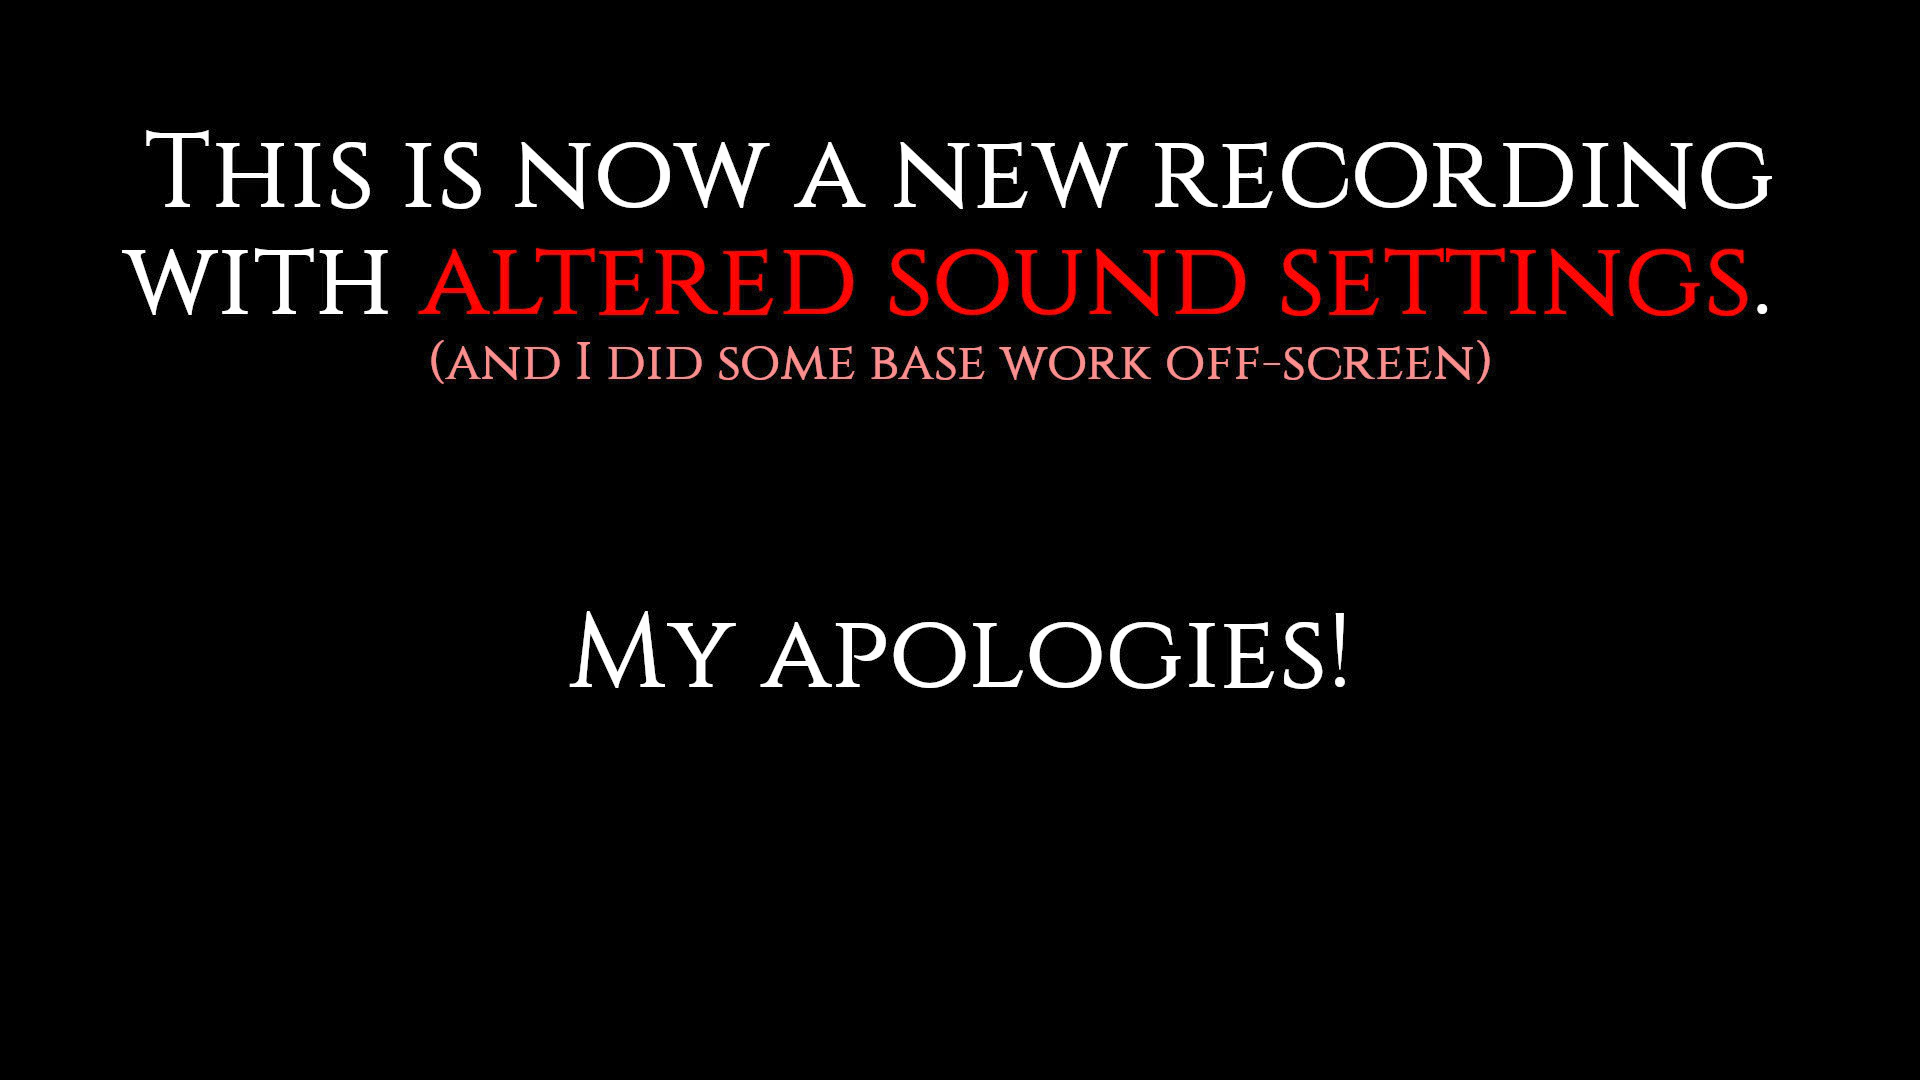 This is now a new recording
with altered sound settings.
(and I did some base work off-screen)
My apologies!